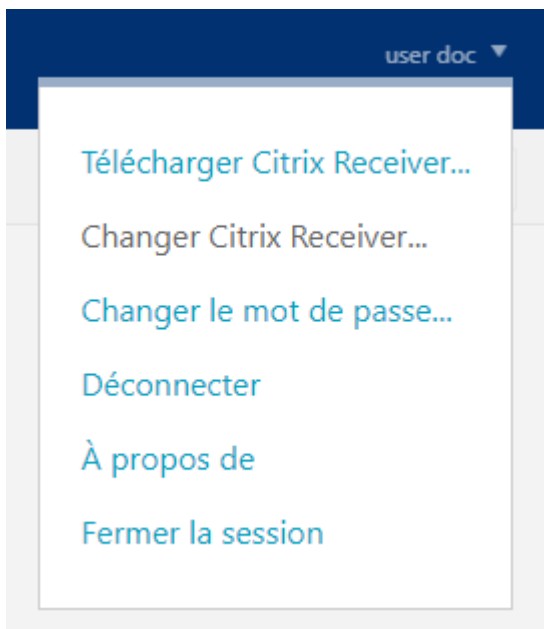 user doc
Télécharger Citrix Receiver...
Changer Citrix Receiver...
Changer le mot de passe...
Déconnecter
À propos de
Fermer la session